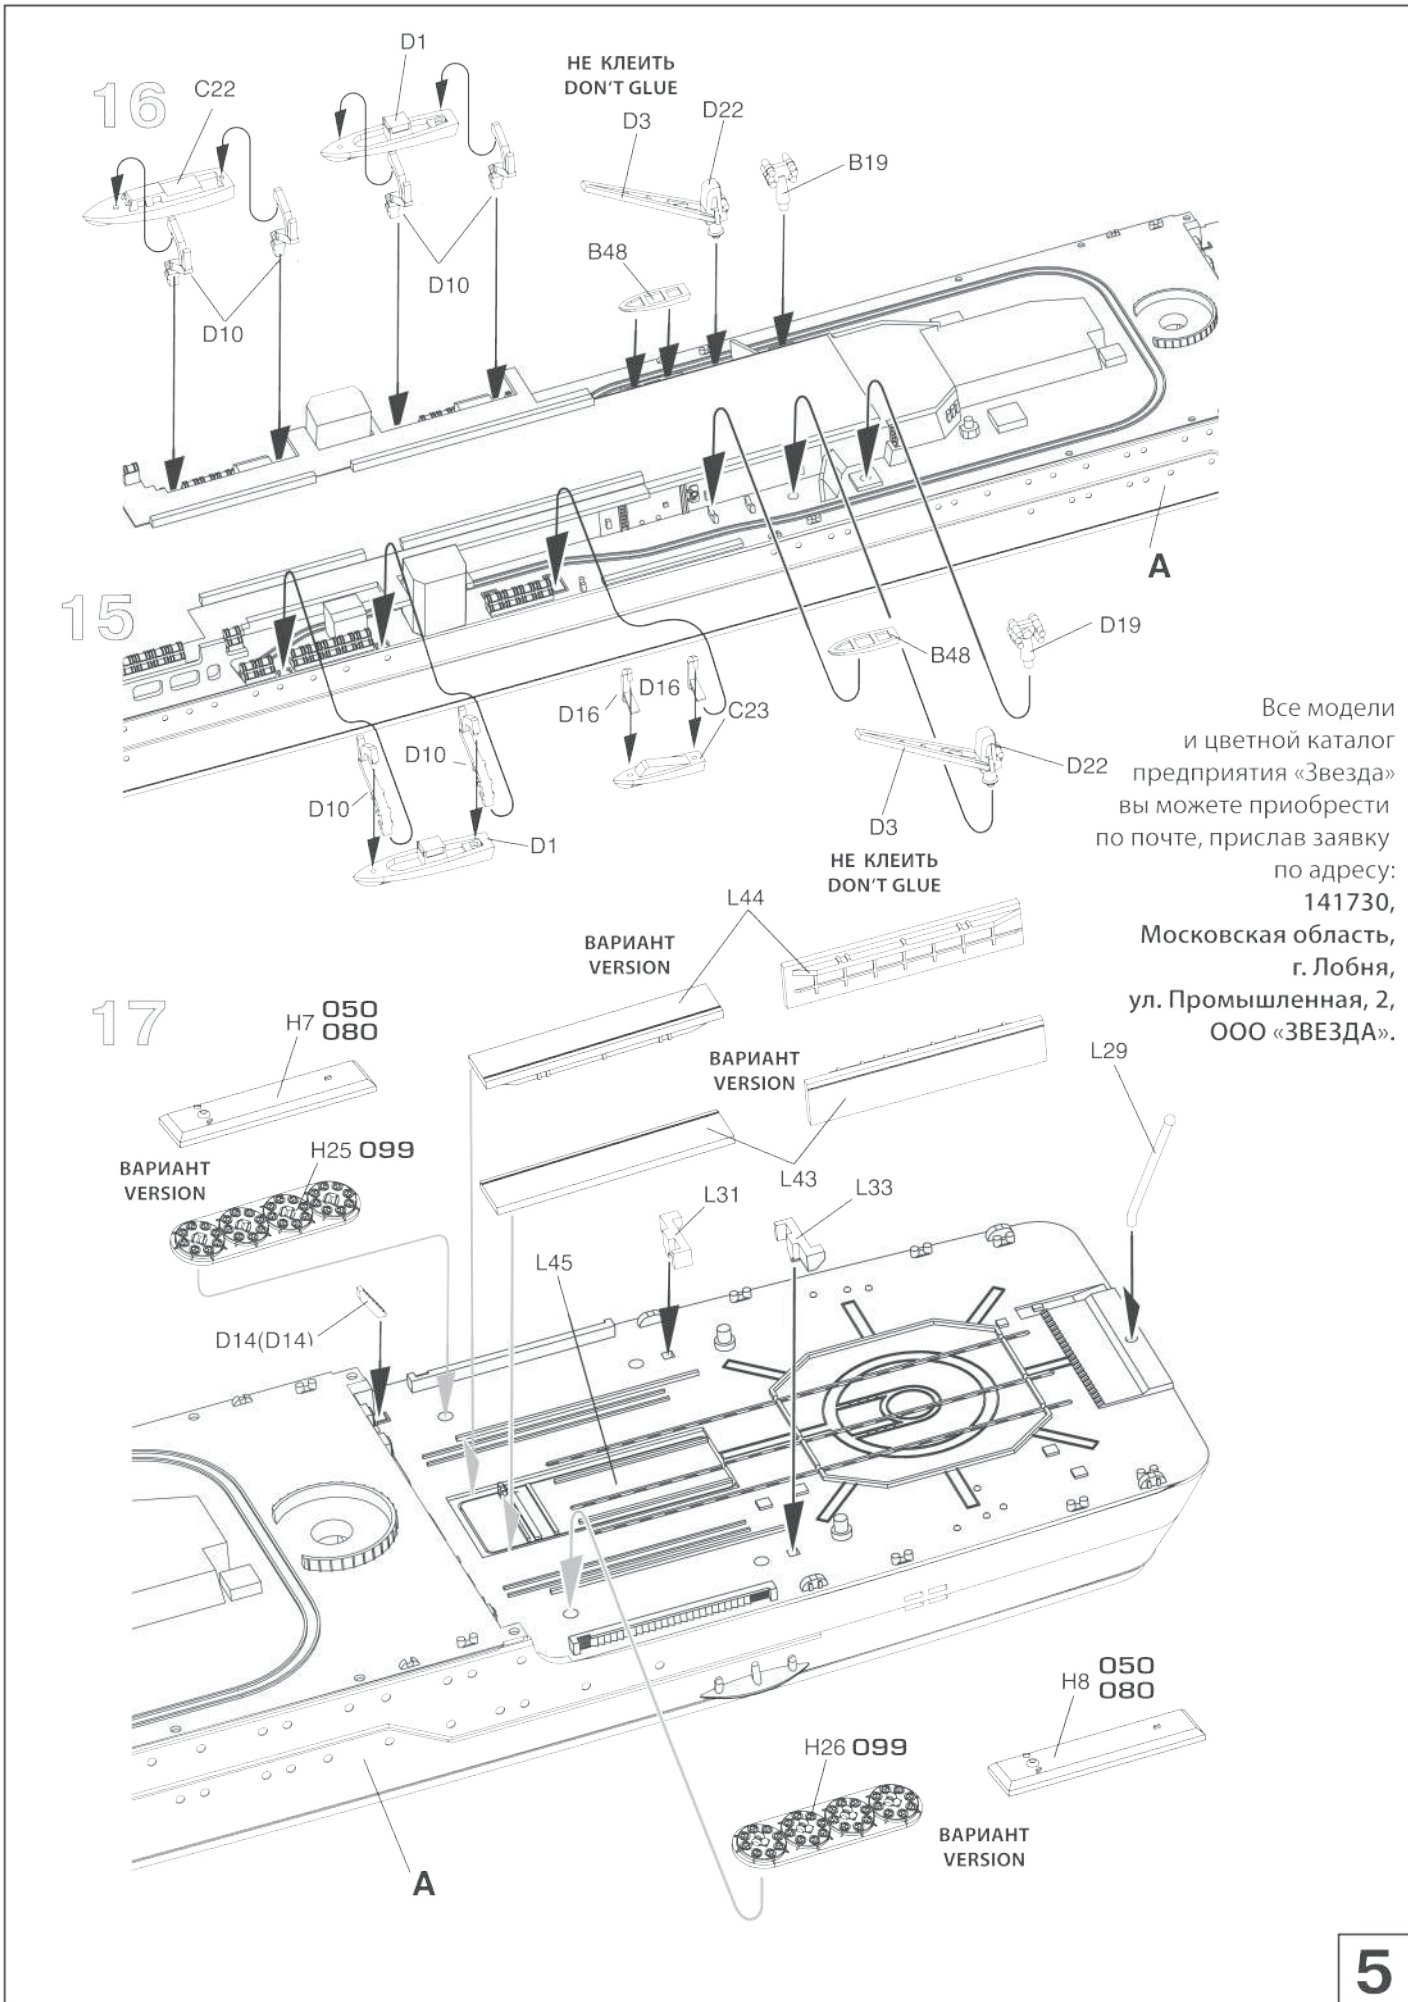 16
C22
D1
НЕ КЛЕИТЬ
DON'T GLUE
D3
D22
B19
B48
D10
D10
A
15
D16
D16
C23
B48
D19
D10
D10
D1
D22
D3
НЕ КЛЕИТЬ
DON'T GLUE
Все модели
и цветной каталог
предприятия «Звезда»
вы можете приобрести
по почте, прислав заявку
по адресу:
141730,
Московская область,
г. Лобня,
ул. Промышленная, 2,
ООО «ЗВЕЗДА».
17
H7 050
080
ВАРИАНТ
VERSION
L44
ВАРИАНТ
VERSION
L43
L29
ВАРИАНТ
VERSION
H25 099
L31
L33
L45
D14(D14)
H8 050
080
H26 099
ВАРИАНТ
VERSION
A
5